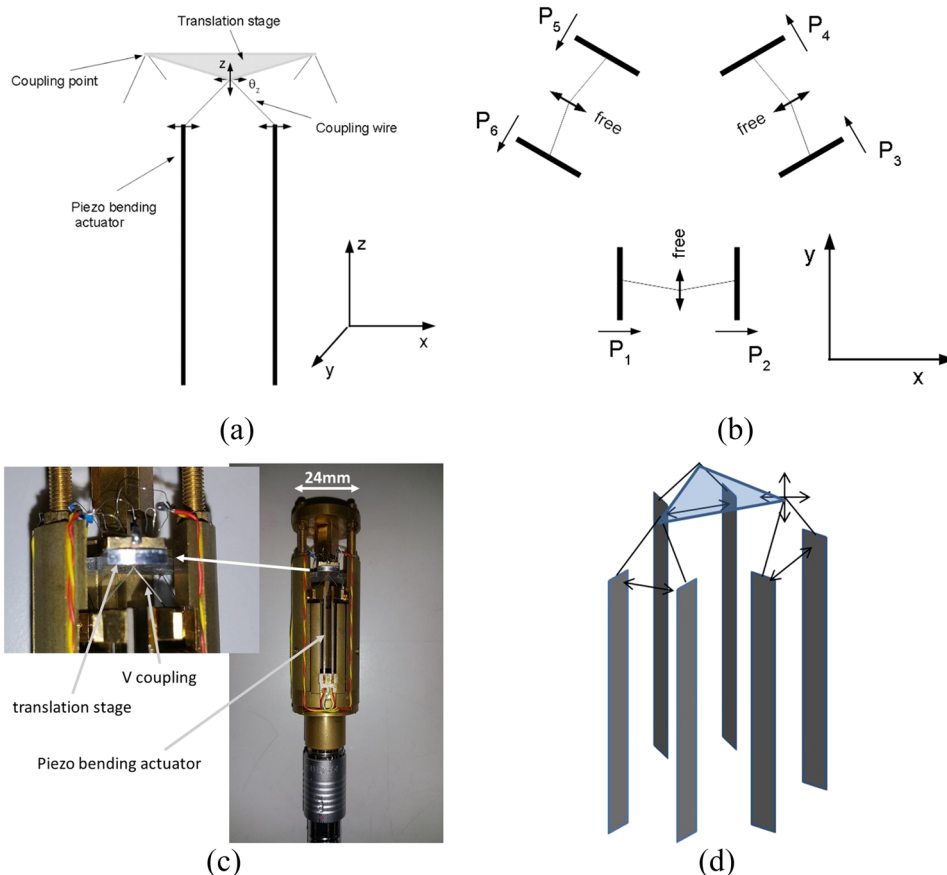 Translation stage
Coupling point
z
θz
Coupling wire
Piezo bending
actuator
z
x
y
(a)
P5
P4
free
free
P6
P3
free
y
P1
P2
x
(b)
24mm
V coupling
translation stage
Piezo bending actuator
(c)
(d)